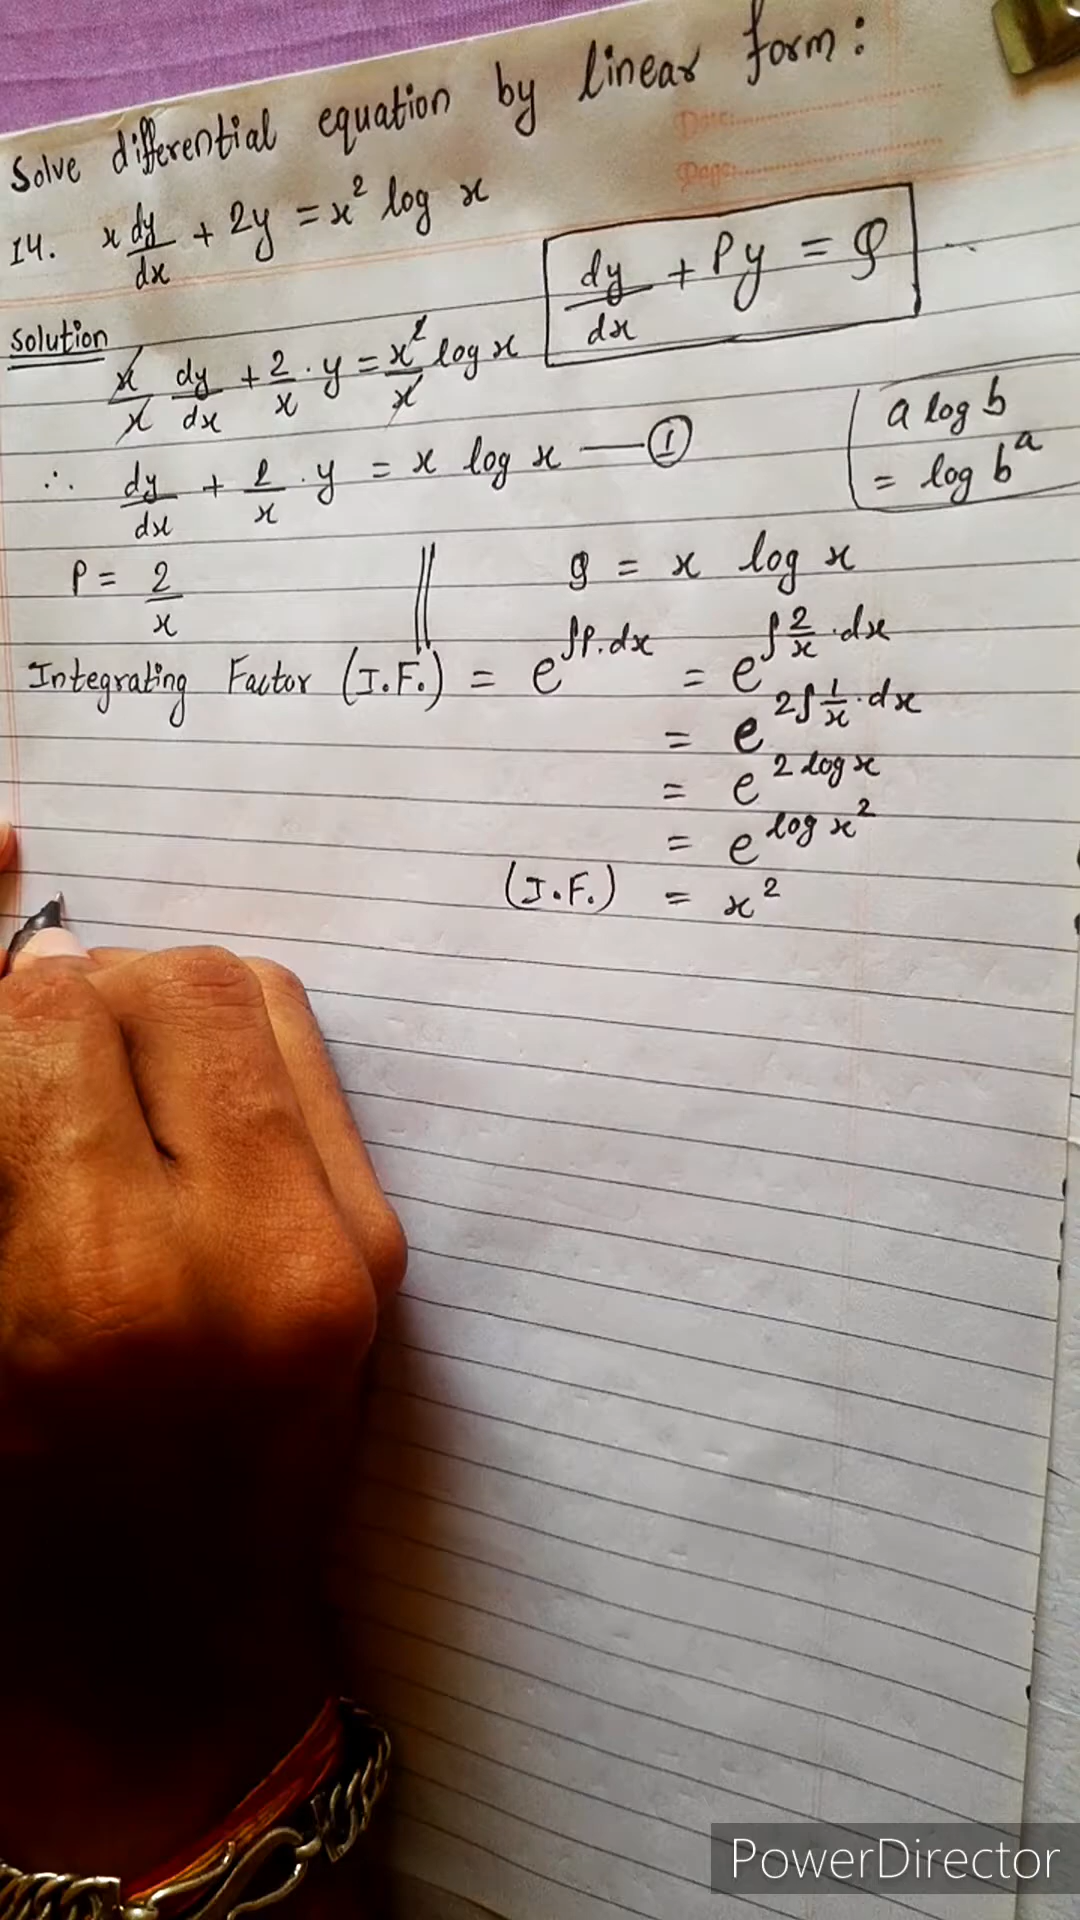 Solve differential equation by linear form:
Date:
Page:
14. x dy/dx + 2y = x² log x
dy/dx + Py = Q
Solution
x/x dy/dx + 2/x · y = x²/x log x
a log b
= log bᵃ
∴ dy/dx + 2/x · y = x log x — ①
P = 2/x || Q = x log x
Integrating Factor (I.F.) = e^∫P.dx = e^∫2/x·dx
= e^2∫1/x·dx
= e^2 log x
= e^log x²
(I.F.) = x²
PowerDirector